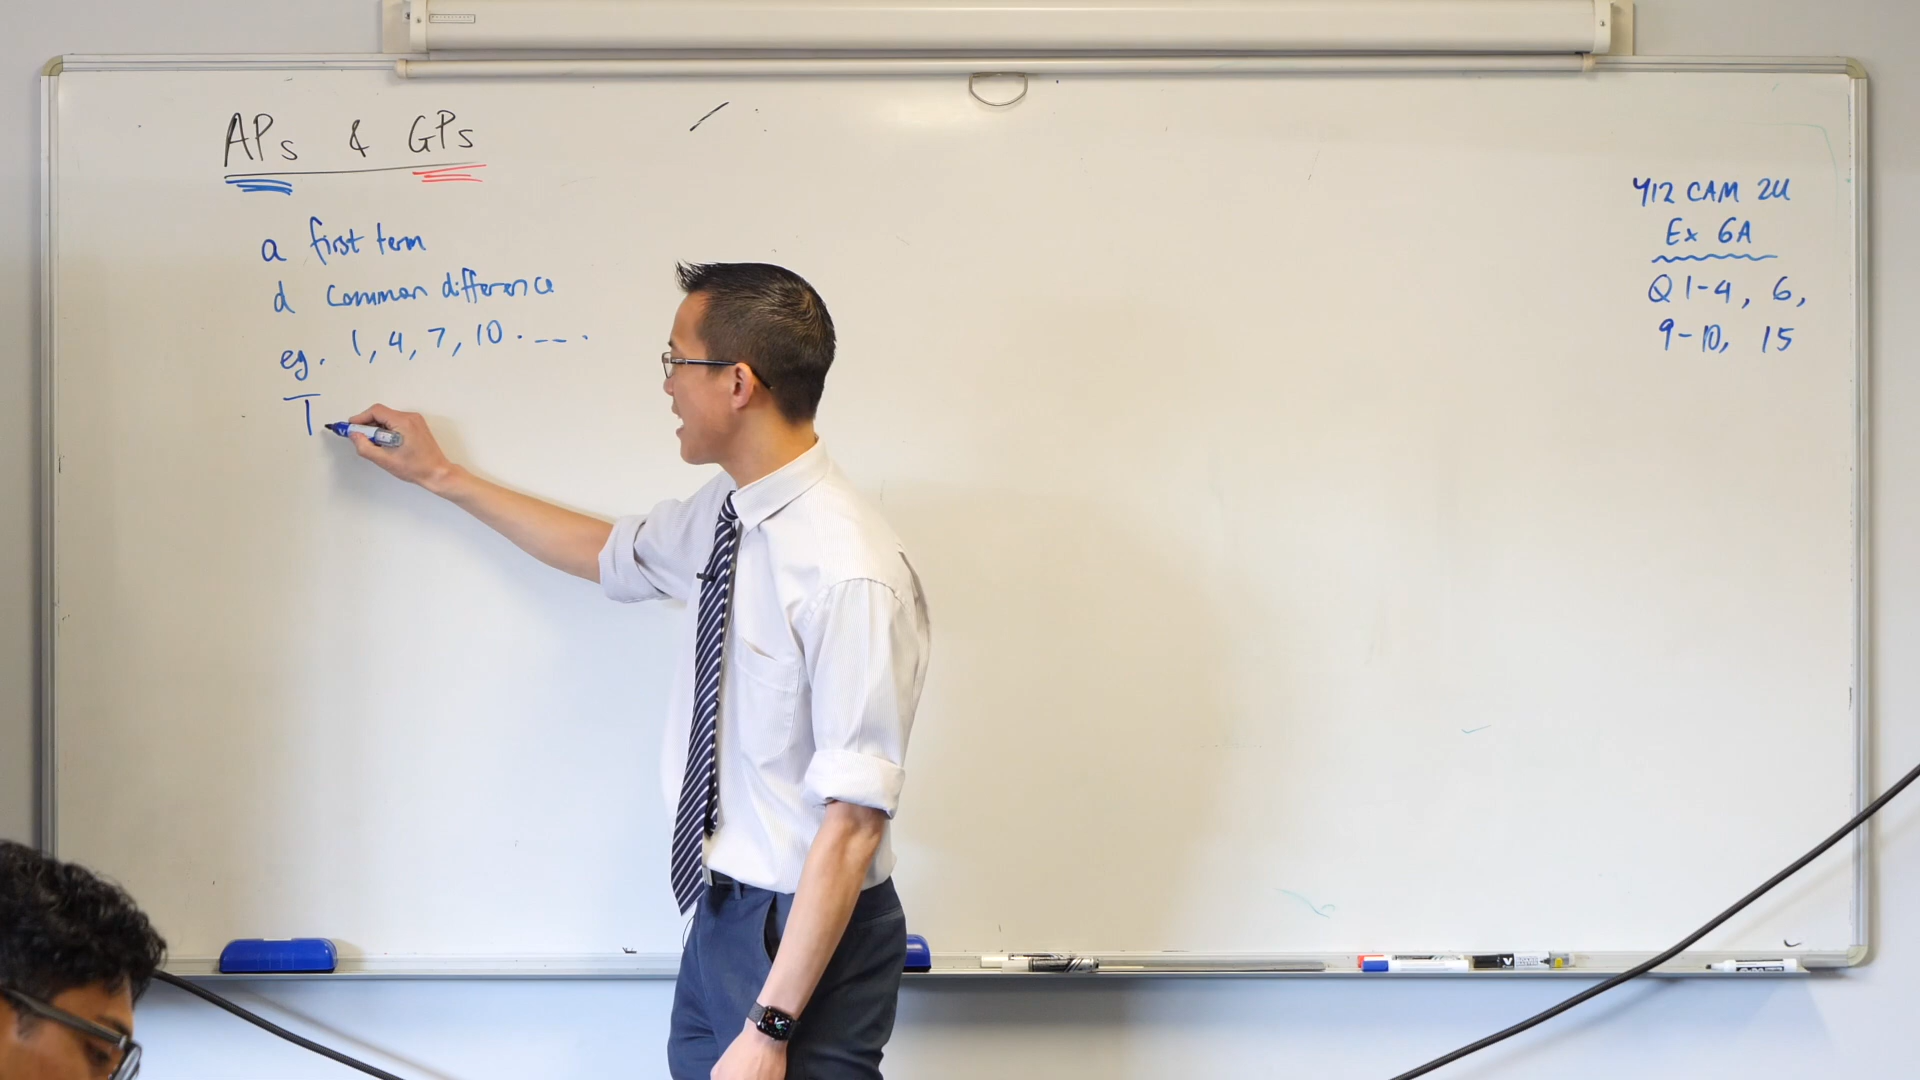 APs & GPs
a first term
d common difference
eg. 1, 4, 7, 10 . _ _ .
T
Y12 CAM 2U
Ex 6A
Q 1-4, 6,
9-10, 15